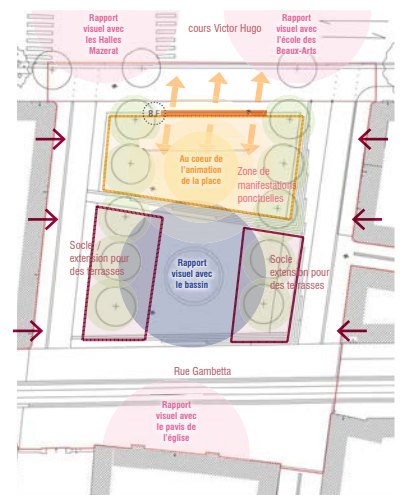 Rapport
visuel avec
les Halles
Mazerat
cours Victor Hugo
Rapport
visuel avec
l'école des
Beaux-Arts
B.F
Au coeur de
l'animation
de la place
Zone de
manifestations
ponctuelles
Socle /
extension pour
des terrasses
Rapport
visuel avec
le bassin
Socle
extension pour
des terrasses
Rue Gambetta
Rapport
visuel avec
le pavis de
l'église